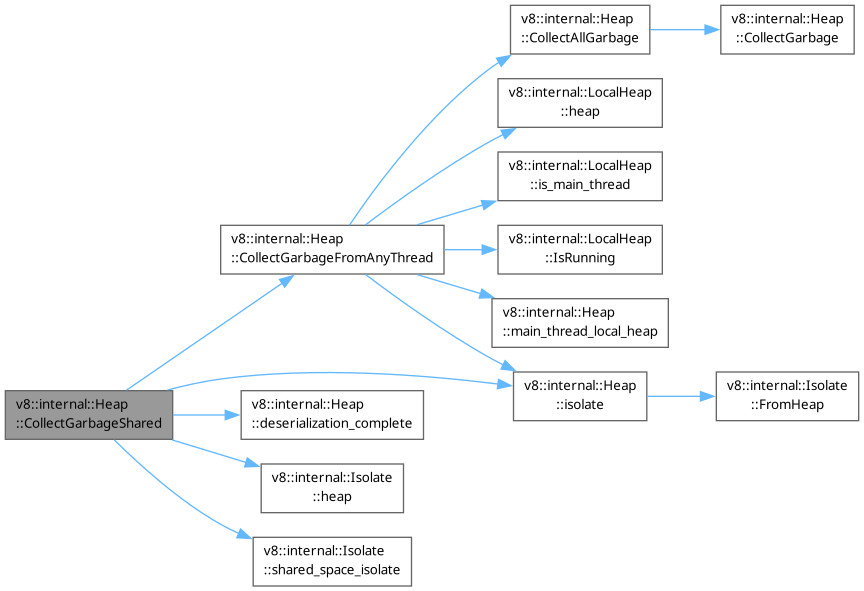 v8::internal::Heap
::CollectAllGarbage
v8::internal::Heap
::CollectGarbage
v8::internal::LocalHeap
::heap
v8::internal::LocalHeap
::is_main_thread
v8::internal::Heap
::CollectGarbageFromAnyThread
v8::internal::LocalHeap
::IsRunning
v8::internal::Heap
::main_thread_local_heap
v8::internal::Heap
::isolate
v8::internal::Isolate
::FromHeap
v8::internal::Heap
::CollectGarbageShared
v8::internal::Heap
::deserialization_complete
v8::internal::Isolate
::heap
v8::internal::Isolate
::shared_space_isolate